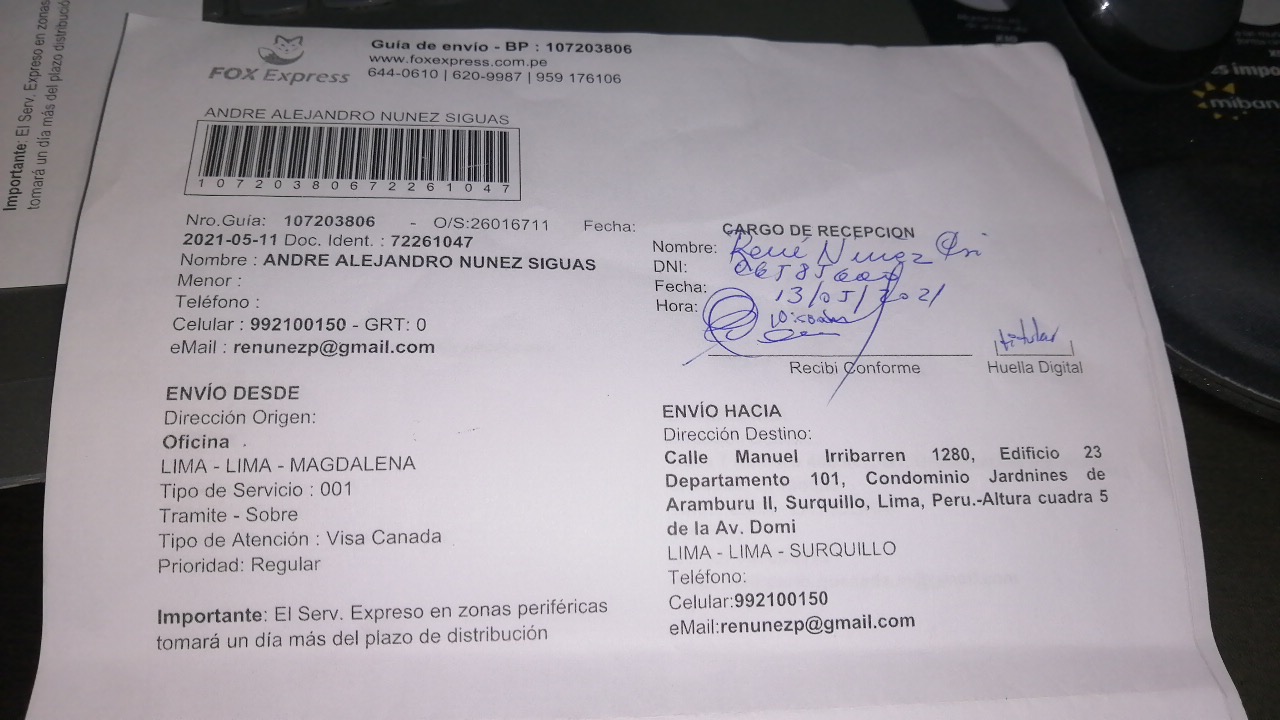 FOX Express
Guía de envío - BP : 107203806
www.foxexpress.com.pe
644-0610 | 620-9987 | 959 176106
ANDRE ALEJANDRO NUNEZ SIGUAS
10720380672261047
Nro.Guía: 107203806 - O/S:26016711 Fecha:
2021-05-11 Doc. Ident. : 72261047
Nombre : ANDRE ALEJANDRO NUNEZ SIGUAS
Menor :
Teléfono :
Celular : 992100150 - GRT: 0
eMail : renunezp@gmail.com
CARGO DE RECEPCION
Nombre: René Nunez
DNI:
Fecha: 13/05/2021
Hora:
Recibi Conforme
titular
Huella Digital
ENVÍO DESDE
Dirección Origen:
Oficina
LIMA - LIMA - MAGDALENA
Tipo de Servicio : 001
Tramite - Sobre
Tipo de Atención : Visa Canada
Prioridad: Regular
Importante: El Serv. Expreso en zonas periféricas
tomará un día más del plazo de distribución
ENVÍO HACIA
Dirección Destino:
Calle Manuel Irribarren 1280, Edificio 23
Departamento 101, Condominio Jardnines de
Aramburu II, Surquillo, Lima, Peru.-Altura cuadra 5
de la Av. Domi
LIMA - LIMA - SURQUILLO
Teléfono:
Celular:992100150
eMail:renunezp@gmail.com
Importante: El Serv. Expreso en zonas
tomará un día más del plazo de distribució
miban